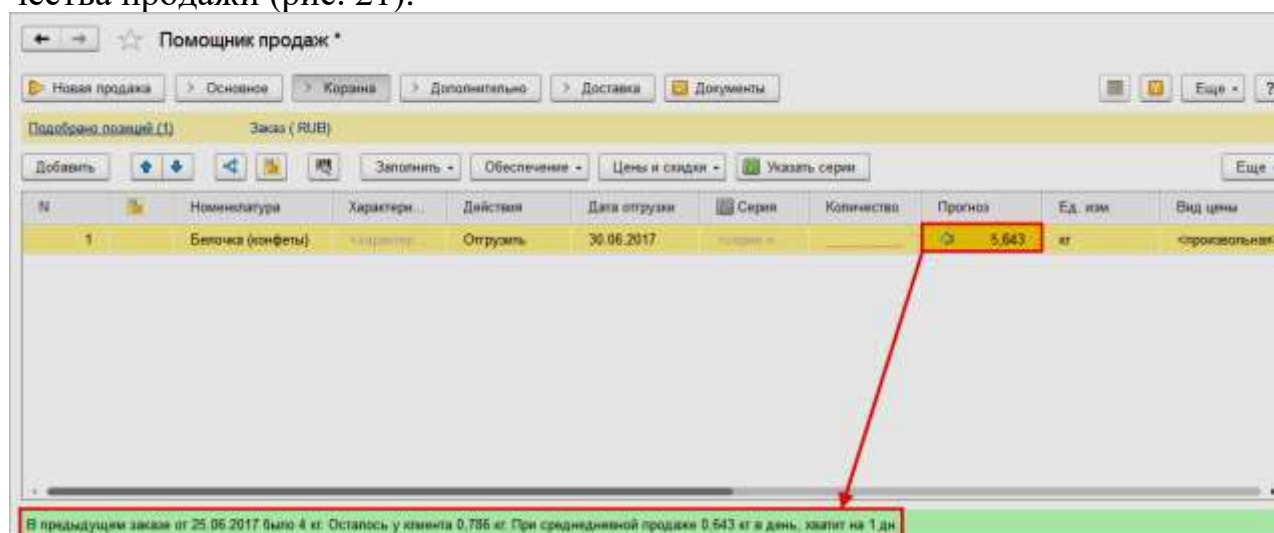 чества продажи (рис. 21).
Помощник продаж *
Новая продажа > Основное > Корзина > Дополнительно > Доставка Документы Еще ?
Подобрано позиций (1) Заказ ( RUB)
Добавить Заполнить Обеспечение Цены и скидки Указать серии Еще
N Номенклатура Характери... Действия Дата отгрузки Серия Количество Прогноз Ед. изм Вид цены
1 Белочка (конфеты) <характер... Отгрузить 30.06.2017 5,643 кг <произвольная>
В предыдущем заказе от 25.06.2017 было 4 кг. Осталось у клиента 0,786 кг. При среднедневной продаже 0,643 кг в день, хватит на 1 дн.